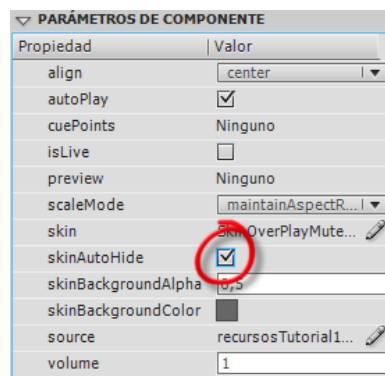 PARÁMETROS DE COMPONENTE
Propiedad Valor
align center
autoPlay
cuePoints Ninguno
isLive
preview Ninguno
scaleMode maintainAspectR...
skin SkinOverPlayMute...
skinAutoHide
skinBackgroundAlpha 0,5
skinBackgroundColor
source recursosTutorial1...
volume 1